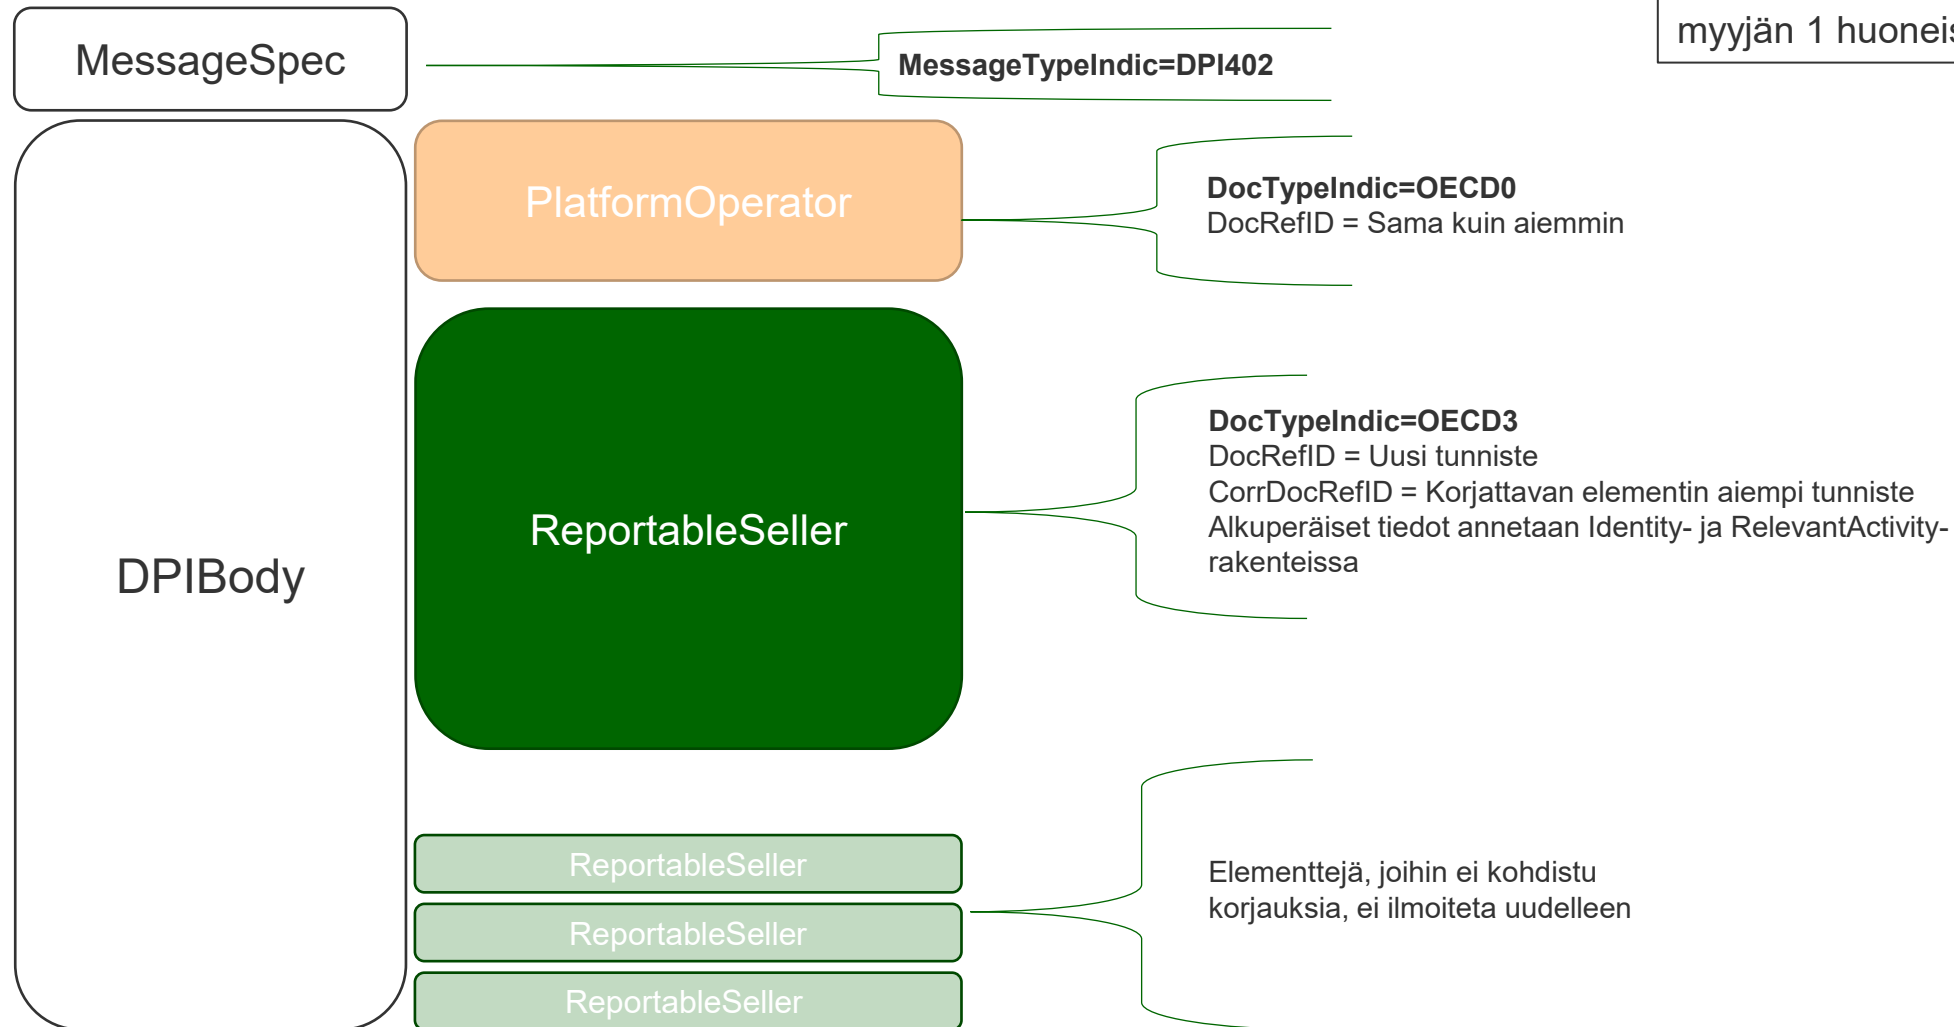 myyjän 1 huoneis
MessageSpec
MessageTypeIndic=DPI402
PlatformOperator
DocTypeIndic=OECD0
DocRefID = Sama kuin aiemmin
DPIBody
ReportableSeller
DocTypeIndic=OECD3
DocRefID = Uusi tunniste
CorrDocRefID = Korjattavan elementin aiempi tunniste
Alkuperäiset tiedot annetaan Identity- ja RelevantActivity-
rakenteissa
ReportableSeller
ReportableSeller
ReportableSeller
Elementtejä, joihin ei kohdistu
korjauksia, ei ilmoiteta uudelleen